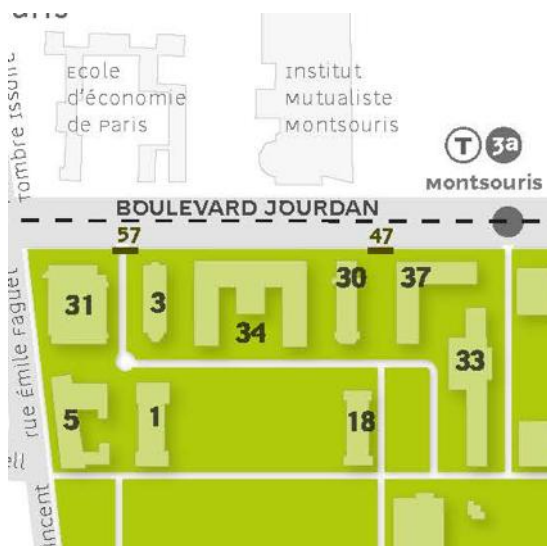 Ecole
d'économie
de Paris
Institut
Mutualiste
Montsouris
T 3a
Montsouris
BOULEVARD JOURDAN
57
47
31
3
34
30
37
33
5
1
18
rue Émile Faguet
Tombe Issoire